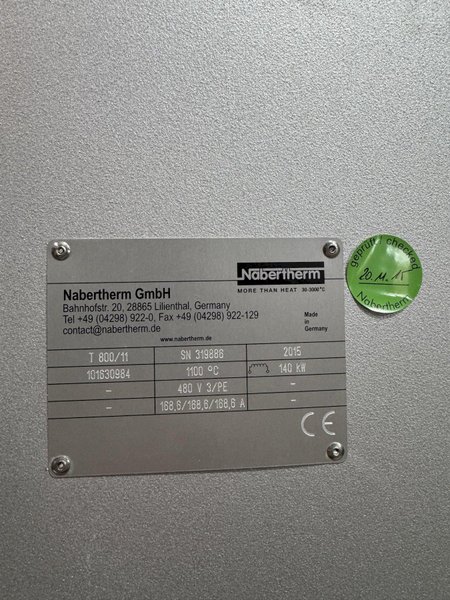 Nabertherm
MORE THAN HEAT 30-3000 °C
Nabertherm GmbH
Bahnhofstr. 20, 28865 Lilienthal, Germany
Tel +49 (04298) 922-0, Fax +49 (04298) 922-129
contact@nabertherm.de
Made
in
Germany
www.nabertherm.de
T 800/11 SN 319886 2015
101630984 1100 °C 140 KW
- 480 V 3/PE -
- 168,6/168,6/168,6 A -
CE
geprüft / checked
20.11.15
Nabertherm